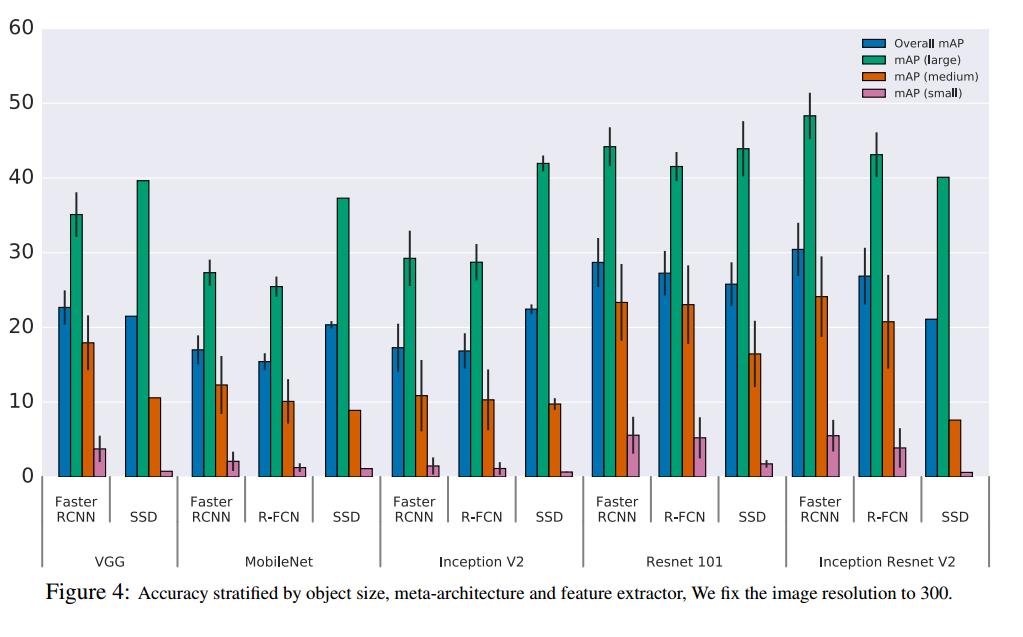 60
50
40
30
20
10
0
Overall mAP
mAP (large)
mAP (medium)
mAP (small)
Faster RCNN
SSD
Faster RCNN
R-FCN
SSD
Faster RCNN
R-FCN
SSD
Faster RCNN
R-FCN
SSD
Faster RCNN
R-FCN
SSD
VGG
MobileNet
Inception V2
Resnet 101
Inception Resnet V2
Figure 4: Accuracy stratified by object size, meta-architecture and feature extractor, We fix the image resolution to 300.